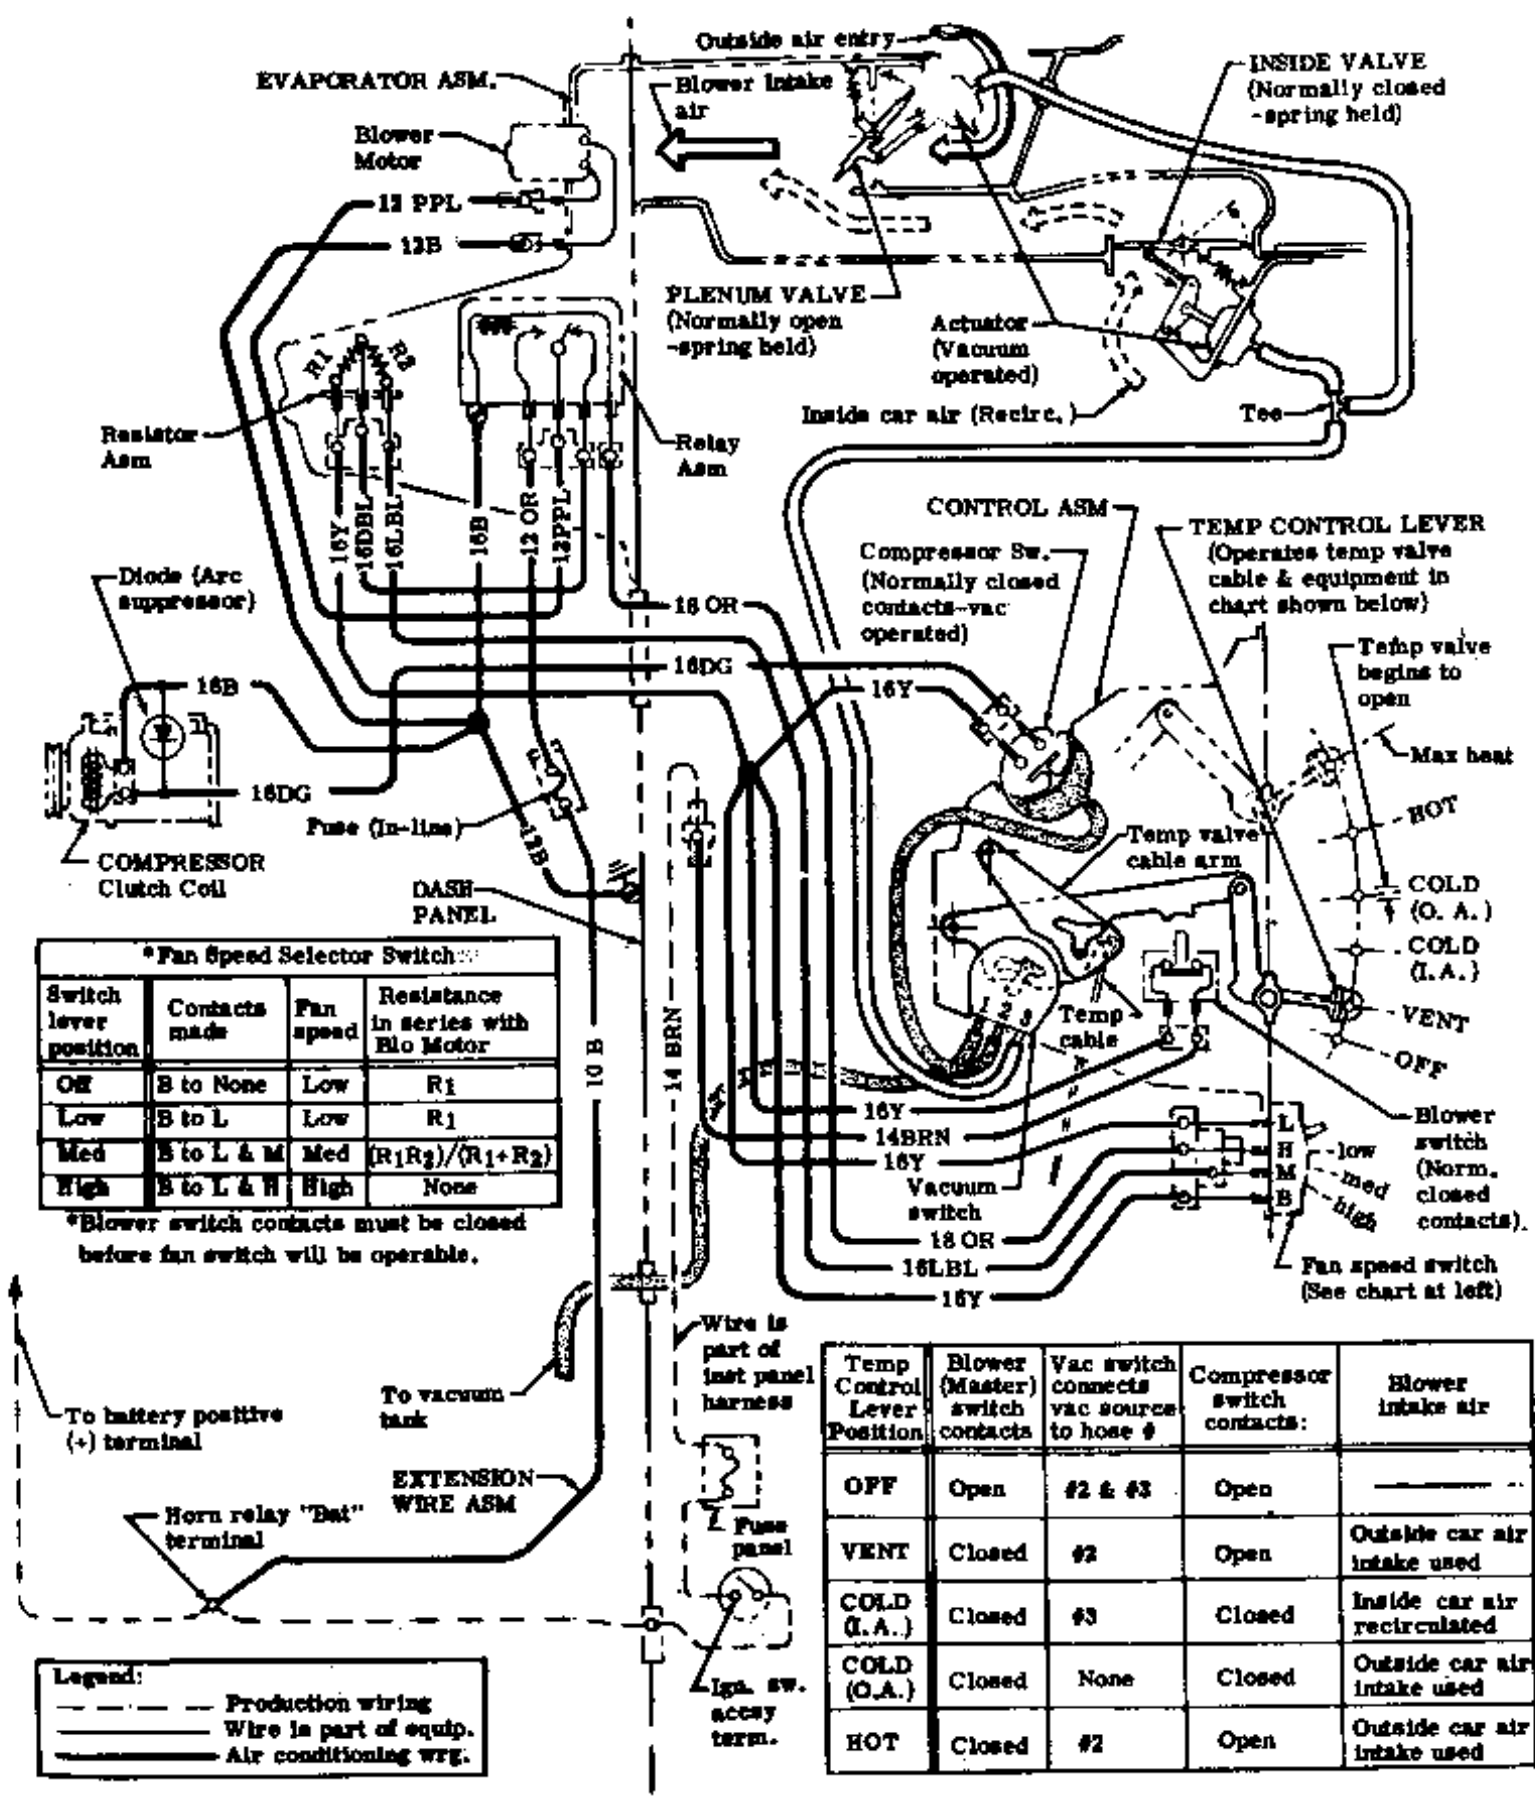 Outside air entry
EVAPORATOR ASM.
Blower intake
air
INSIDE VALVE
(Normally closed
-spring held)
Blower
Motor
12 PPL
12B
PLENUM VALVE
(Normally open
-spring held)
Actuator
(Vacuum
operated)
Inside car air (Recirc.)
Tee
R1
R2
Resistor
Asm
Relay
Asm
16Y
16DBL
16LBL
16B
12 OR
12PPL
CONTROL ASM
TEMP CONTROL LEVER
(Operates temp valve
cable & equipment in
chart shown below)
Compressor Sw.
(Normally closed
contacts-vac
operated)
Diode (Arc
suppressor)
18 OR
16DG
16Y
16B
Temp valve
begins to
open
Max heat
16DG
HOT
Fuse (In-line)
12B
Temp valve
cable arm
COMPRESSOR
Clutch Coil
DASH
PANEL
COLD
(O. A.)
COLD
(I.A.)
VENT
OFF
*Fan Speed Selector Switch
Switch lever position | Contacts made | Fan speed | Resistance in series with Blo Motor
Off | B to None | Low | R1
Low | B to L | Low | R1
Med | B to L & M | Med | (R1R2)/(R1+R2)
High | B to L & H | High | None
*Blower switch contacts must be closed
before fan switch will be operable.
10 B
14 BRN
Temp
cable
16Y
14BRN
16Y
Vacuum
switch
18 OR
16LBL
16Y
L
H
M
B
low
med
high
Blower
switch
(Norm.
closed
contacts).
Fan speed switch
(See chart at left)
Wire is
part of
inst panel
harness
To vacuum
tank
To battery positive
(+) terminal
EXTENSION
WIRE ASM
Horn relay "Bat"
terminal
Fuse
panel
Ign. sw.
accsy
term.
Temp Control Lever Position | Blower (Master) switch contacts | Vac switch connects vac source to hose # | Compressor switch contacts: | Blower intake air
OFF | Open | #2 & #3 | Open
VENT | Closed | #2 | Open | Outside car air intake used
COLD (I.A.) | Closed | #3 | Closed | Inside car air recirculated
COLD (O.A.) | Closed | None | Closed | Outside car air intake used
HOT | Closed | #2 | Open | Outside car air intake used
Legend:
Production wiring
Wire is part of equip.
Air conditioning wrg.